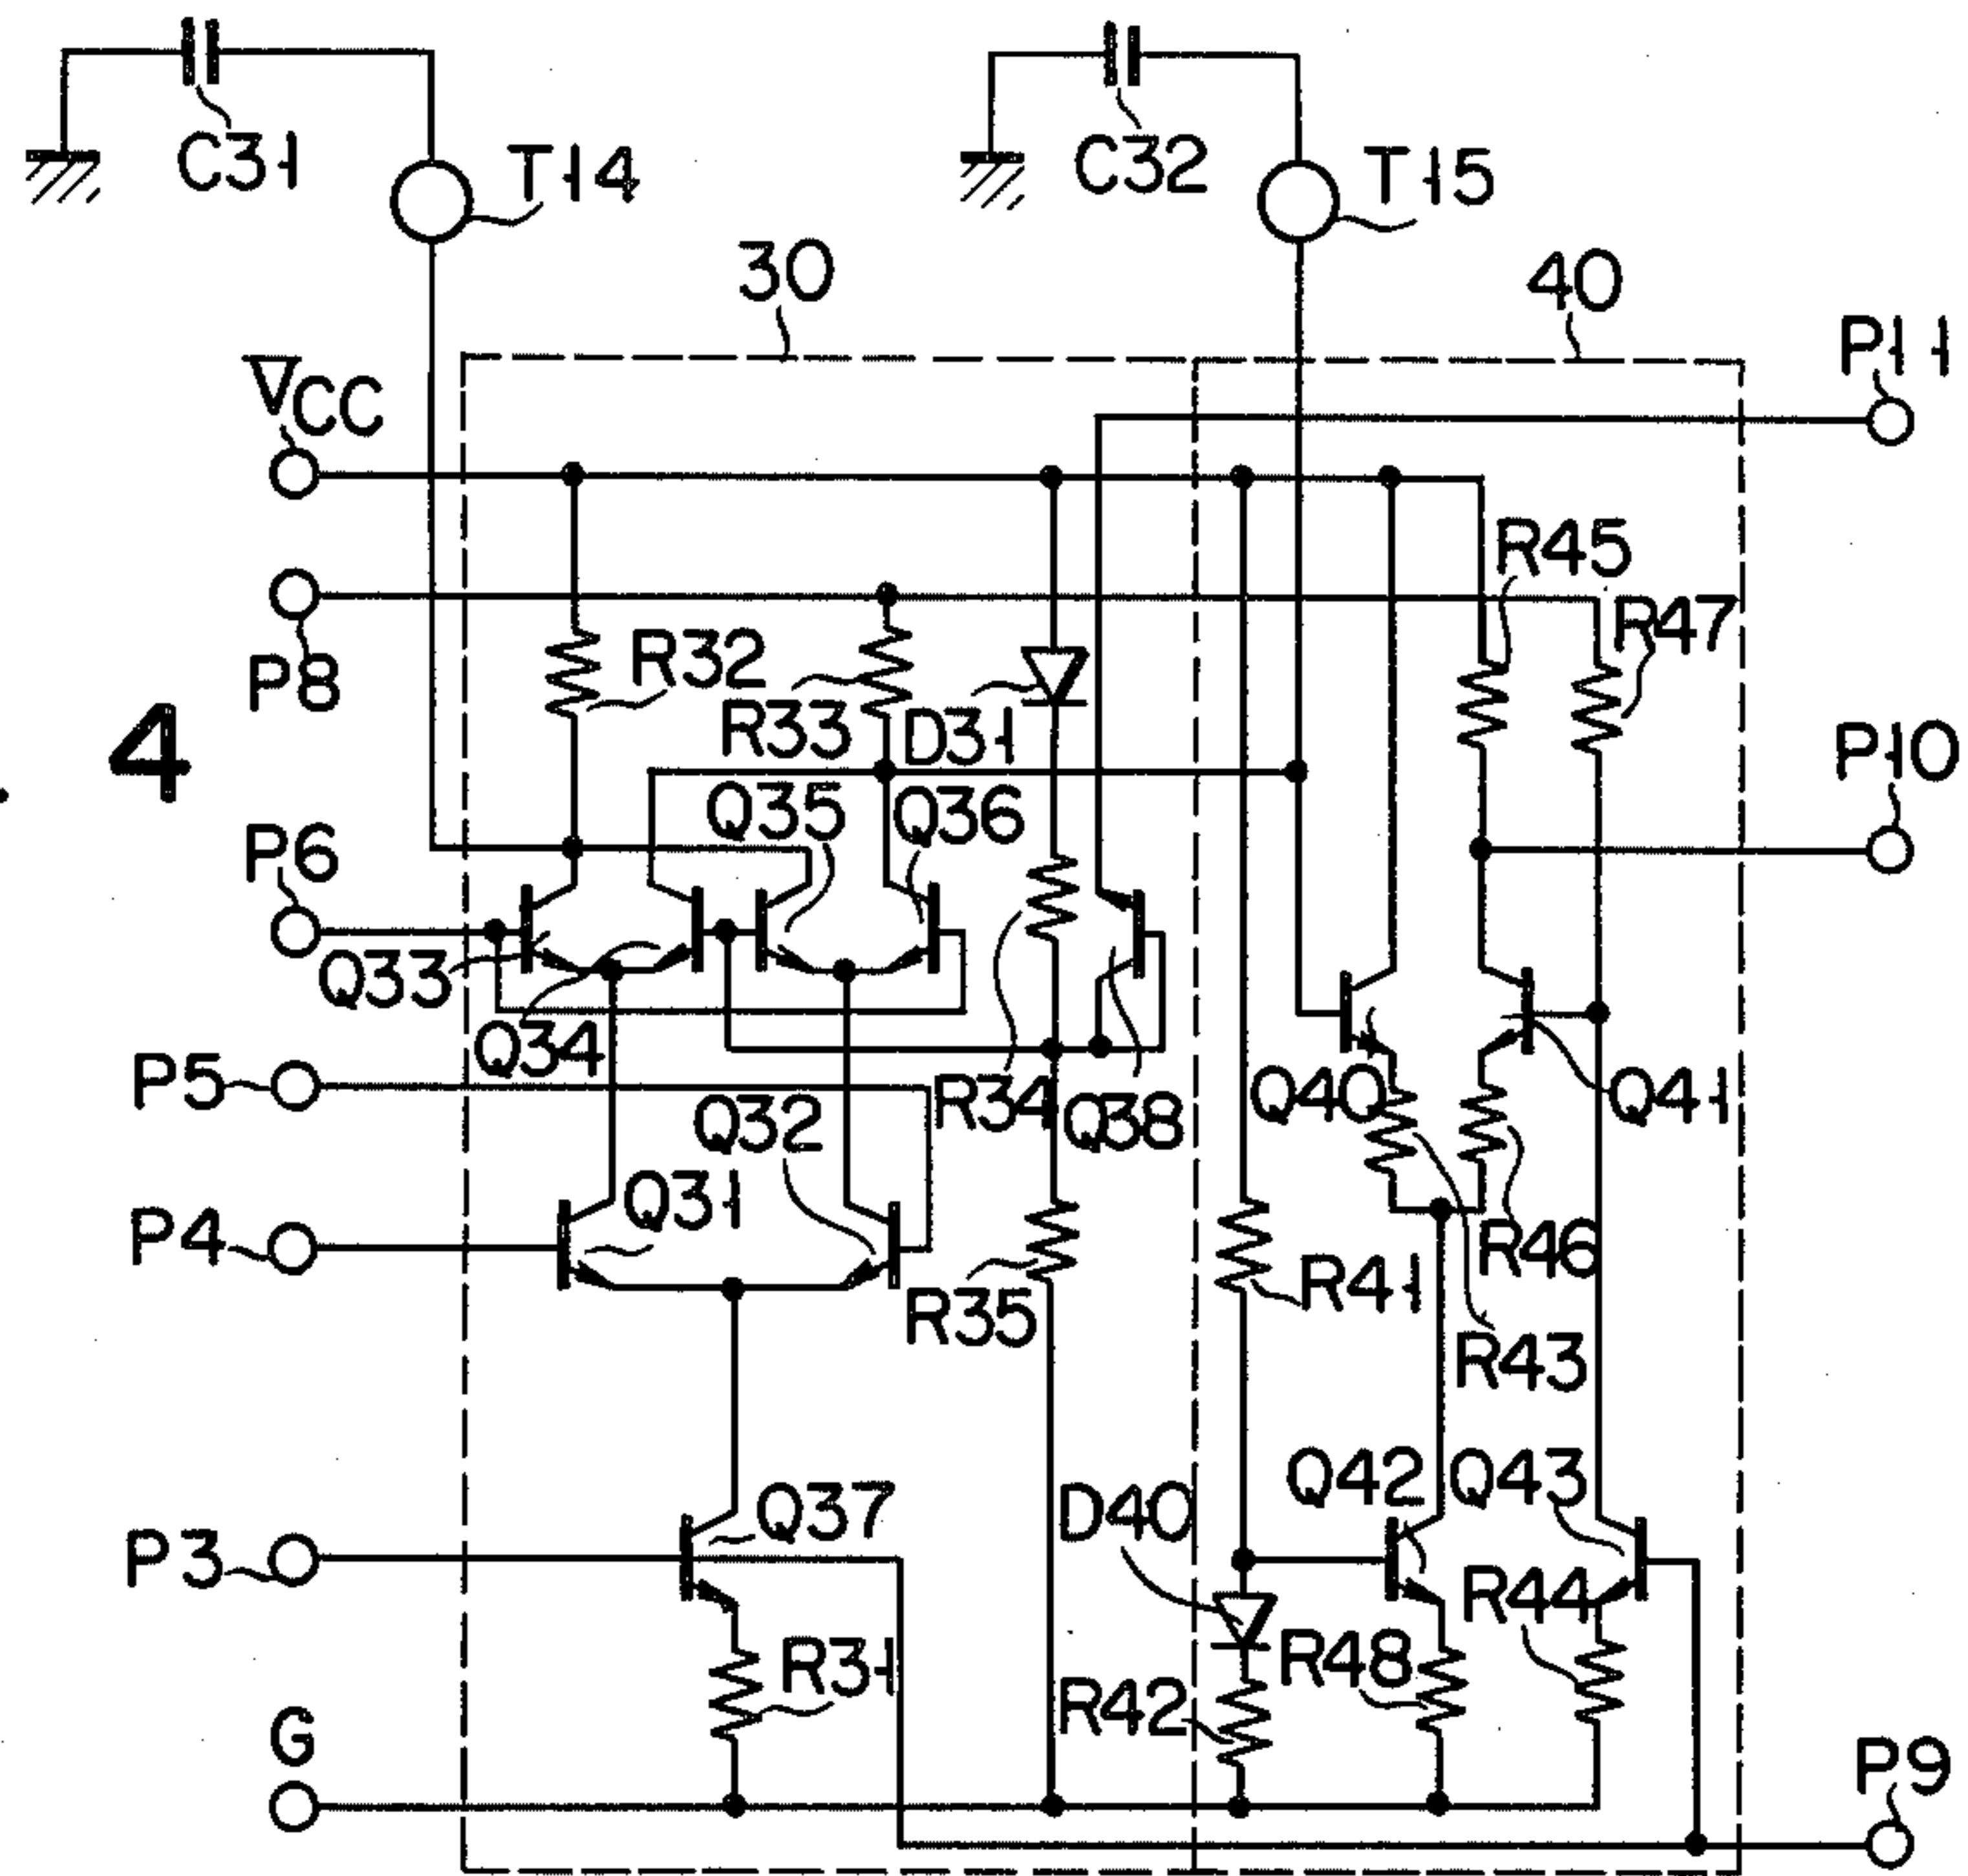 C31
T14
C32
T15
30
40
P11
VCC
R45
P8
R32
R47
. 4
R33
D31
P10
P6
Q35
Q36
Q33
Q34
P5
R34
Q38
Q40
Q41
Q32
P4
Q31
R46
R41
R35
R43
Q42
Q43
P3
Q37
D40
R44
R31
R48
R42
G
P9